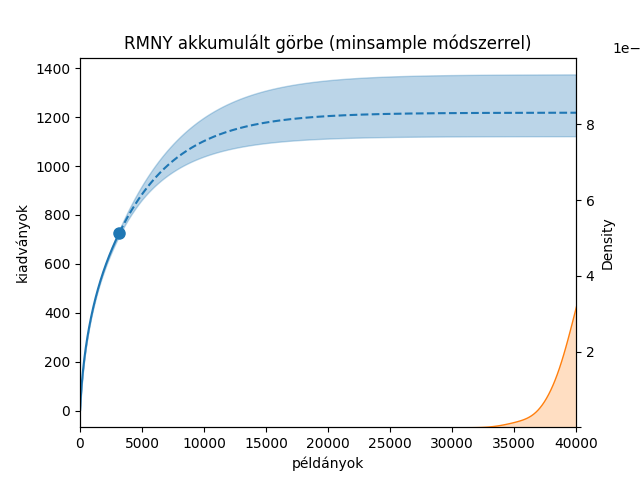 RMNY akkumulált görbe (minsample módszerrel)
1e−
1400
1200
1000
800
600
400
200
0
kiadványok
8
6
4
2
Density
0 5000 10000 15000 20000 25000 30000 35000 40000
példányok